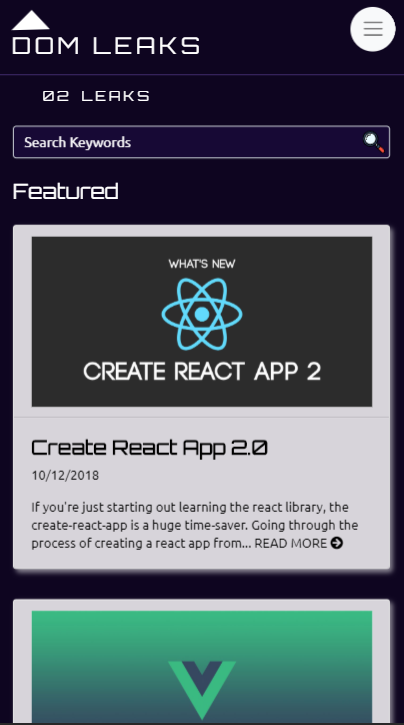 DOM LEAKS
02 LEAKS
Search Keywords
Featured
WHAT'S NEW
CREATE REACT APP 2
Create React App 2.0
10/12/2018
If you're just starting out learning the react library, the
create-react-app is a huge time-saver. Going through the
process of creating a react app from... READ MORE